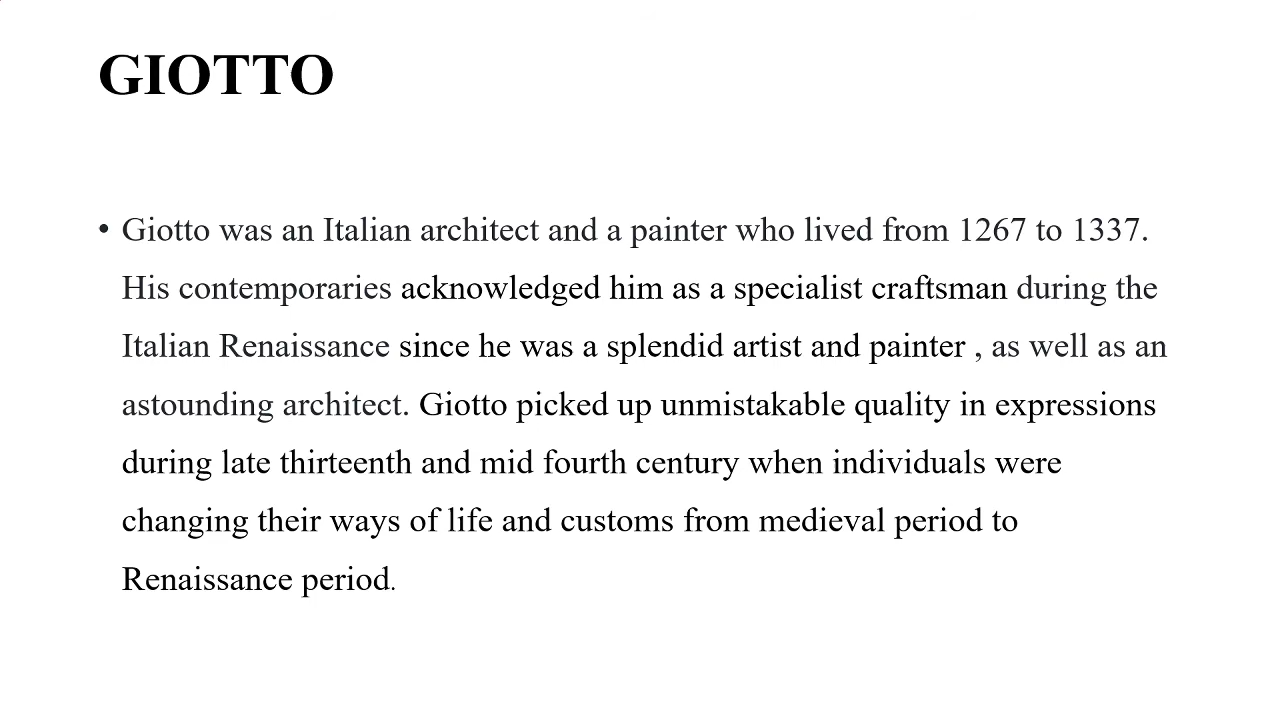 GIOTTO
• Giotto was an Italian architect and a painter who lived from 1267 to 1337.
His contemporaries acknowledged him as a specialist craftsman during the
Italian Renaissance since he was a splendid artist and painter , as well as an
astounding architect. Giotto picked up unmistakable quality in expressions
during late thirteenth and mid fourth century when individuals were
changing their ways of life and customs from medieval period to
Renaissance period.